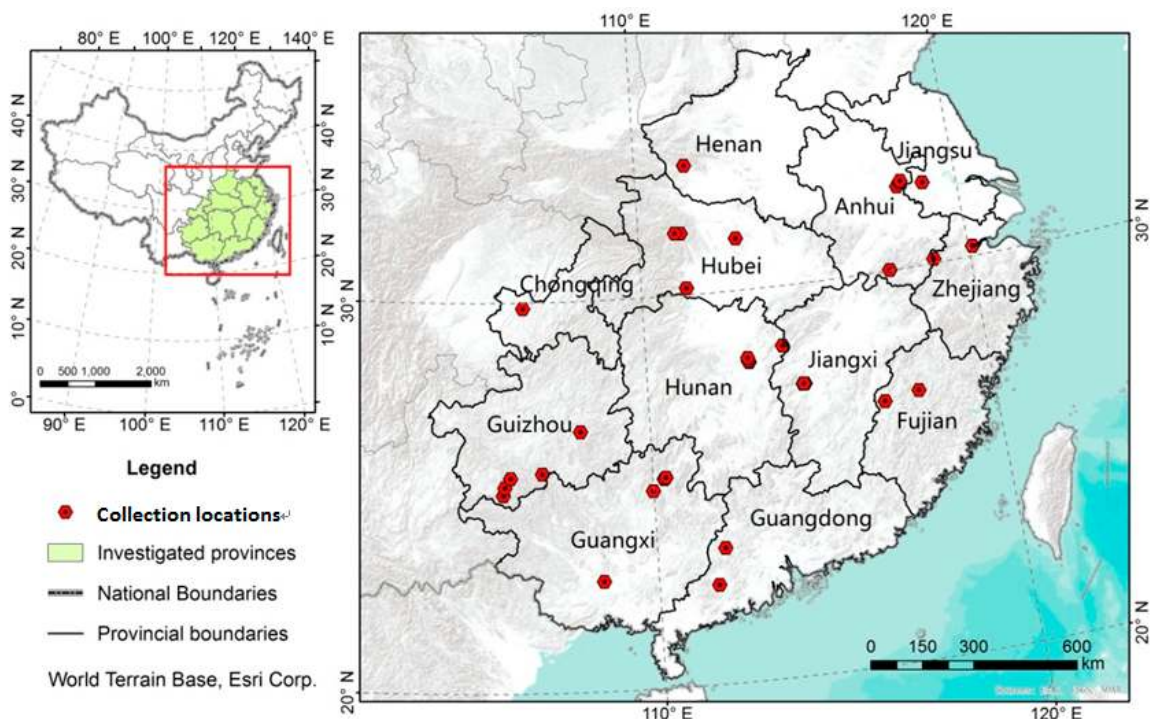 80° E 100° E 120° E 140° E
40° N
30° N
20° N
10° N
0°
40° N
30° N
20° N
10° N
0 500 1,000 2,000
km
90° E 100° E 110° E 120° E
Legend
Collection locations↵
Investigated provinces
National Boundaries
Provincial boundaries
World Terrain Base, Esri Corp.
110° E 120° E
Henan
Jiangsu
Anhui
Hubei
Chongqing
Zhejiang
Jiangxi
Hunan
Guizhou
Fujian
Guangdong
Guangxi
30° N
20° N
30° N
20° N
0 150 300 600
km
110° E 120° E